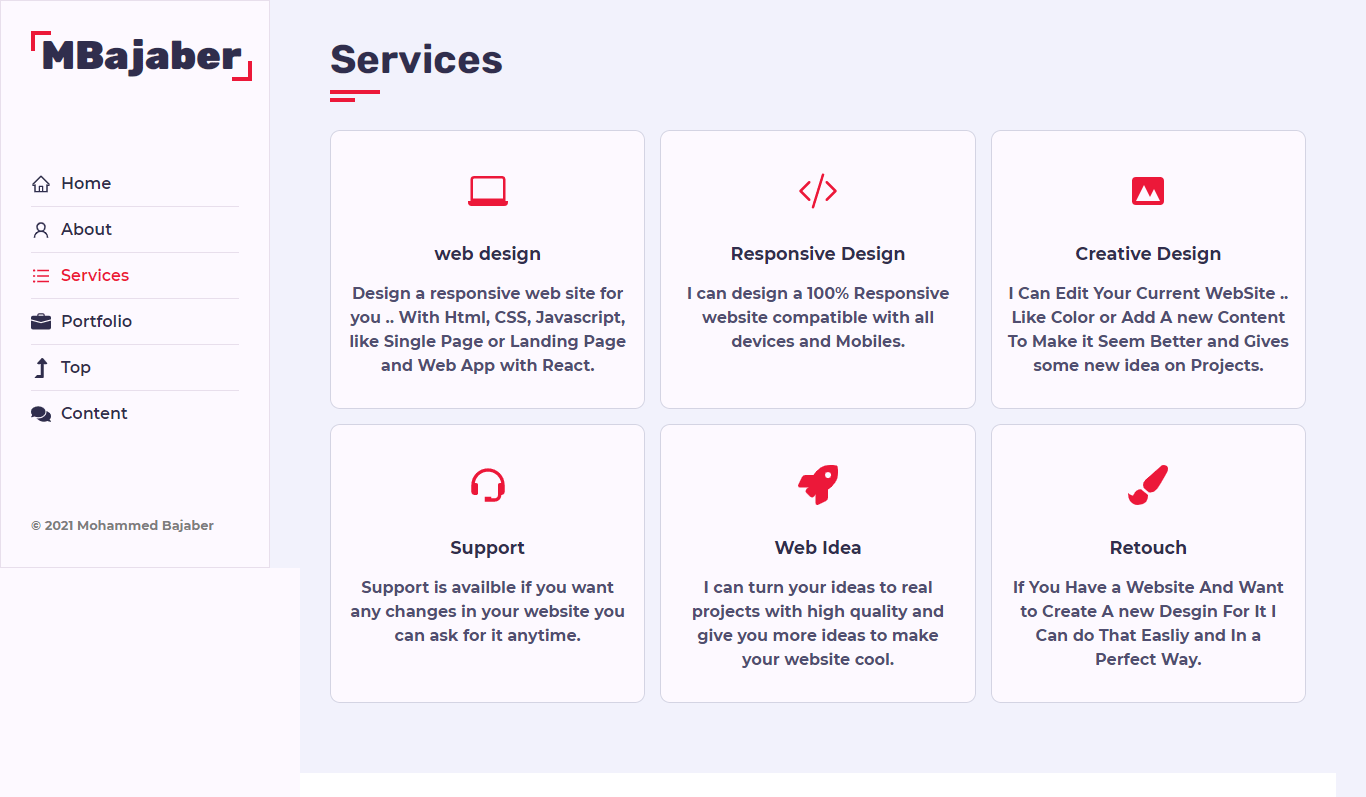 MBajaber
Home
About
Services
Portfolio
Top
Content
© 2021 Mohammed Bajaber
Services
web design
Design a responsive web site for
you .. With Html, CSS, Javascript,
like Single Page or Landing Page
and Web App with React.
Responsive Design
I can design a 100% Responsive
website compatible with all
devices and Mobiles.
Creative Design
I Can Edit Your Current WebSite ..
Like Color or Add A new Content
To Make it Seem Better and Gives
some new idea on Projects.
Support
Support is availble if you want
any changes in your website you
can ask for it anytime.
Web Idea
I can turn your ideas to real
projects with high quality and
give you more ideas to make
your website cool.
Retouch
If You Have a Website And Want
to Create A new Desgin For It I
Can do That Easliy and In a
Perfect Way.